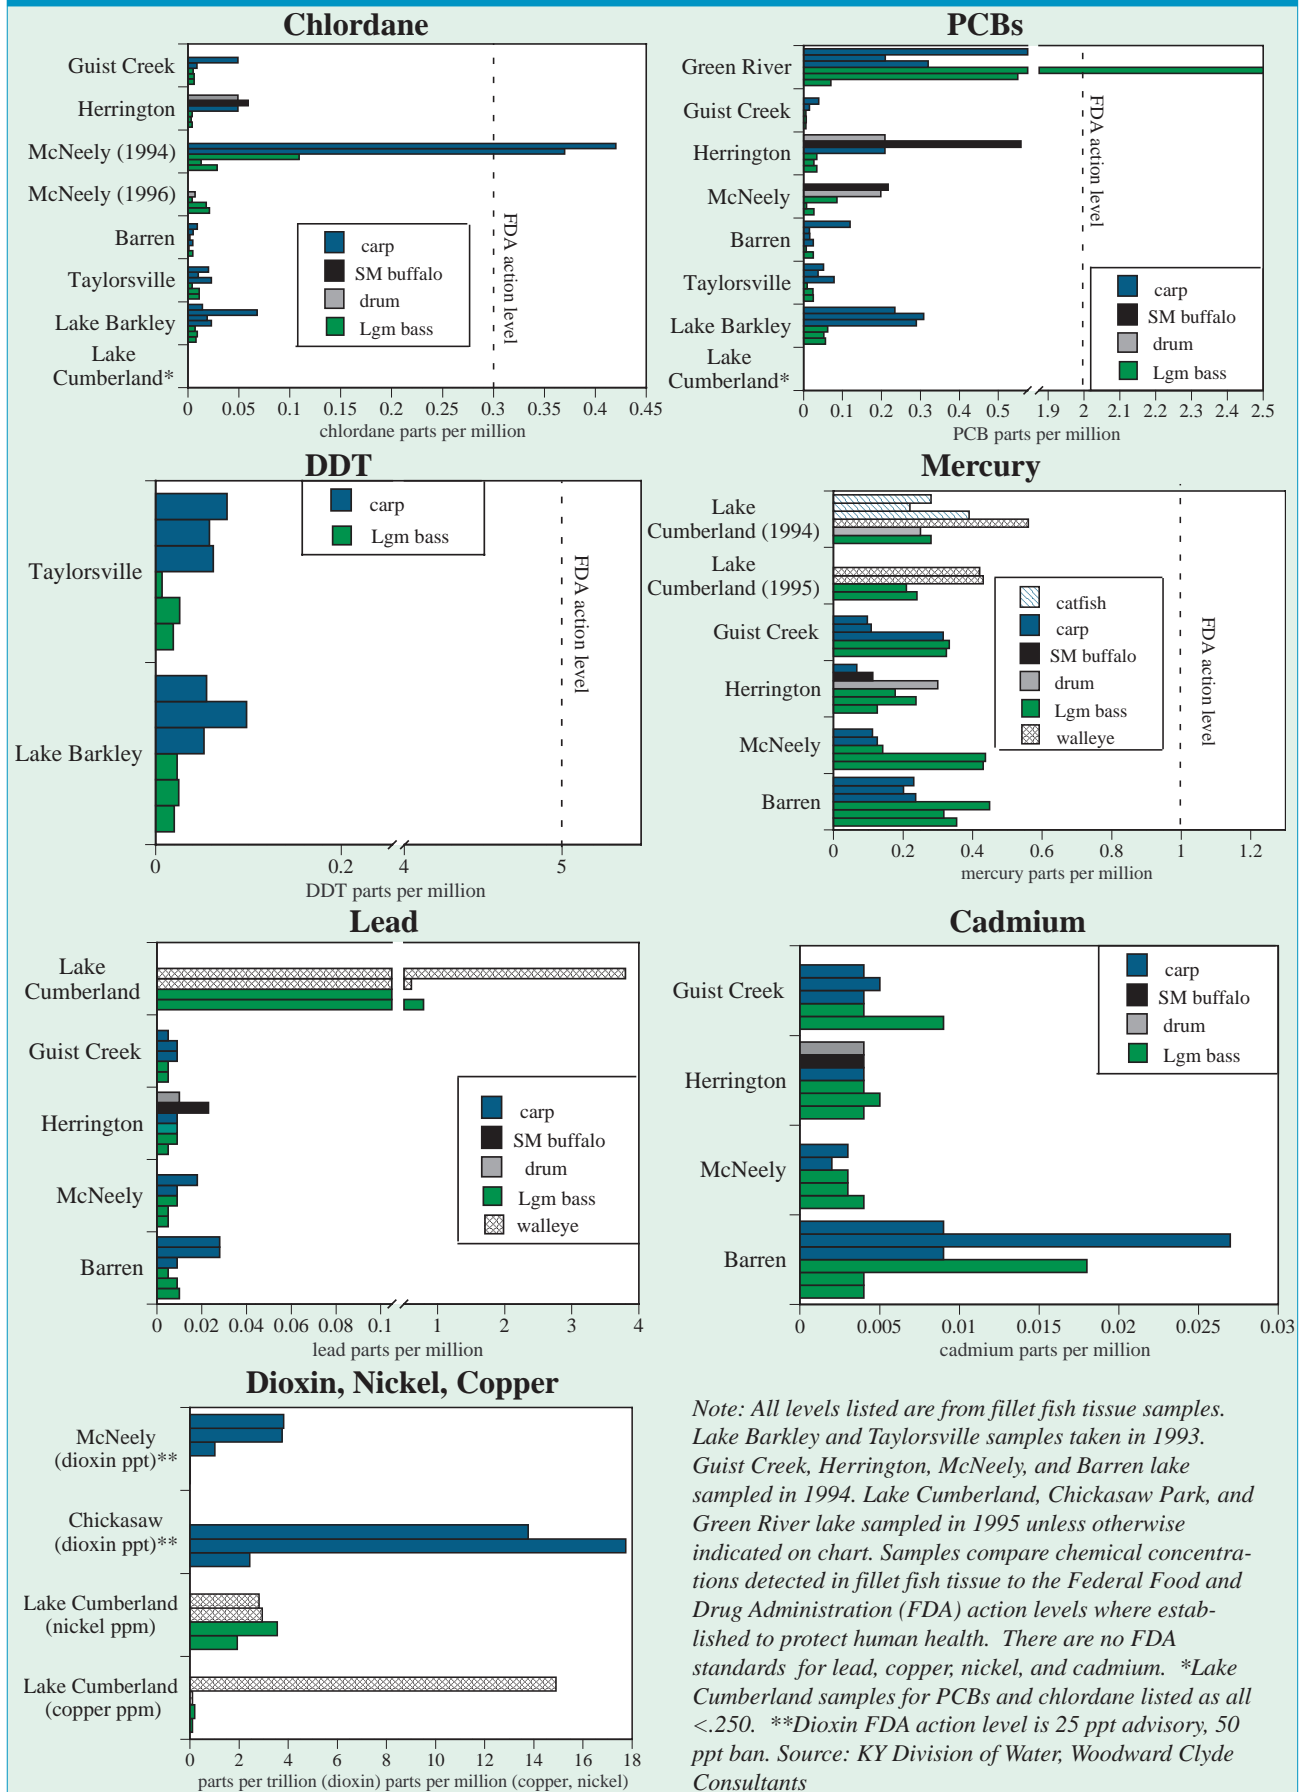 Chlordane
Guist Creek
Herrington
McNeely (1994)
McNeely (1996)
Barren
Taylorsville
Lake Barkley
Lake
Cumberland*
carp
SM buffalo
drum
Lgm bass
FDA action level
0 0.05 0.1 0.15 0.2 0.25 0.3 0.35 0.4 0.45
chlordane parts per million
PCBs
Green River
Guist Creek
Herrington
McNeely
Barren
Taylorsville
Lake Barkley
Lake
Cumberland*
FDA action level
carp
SM buffalo
drum
Lgm bass
0 0.1 0.2 0.3 0.4 0.5 1.9 2 2.1 2.2 2.3 2.4 2.5
PCB parts per million
DDT
Taylorsville
Lake Barkley
carp
Lgm bass
FDA action level
0 0.2 4 5
DDT parts per million
Mercury
Lake
Cumberland (1994)
Lake
Cumberland (1995)
Guist Creek
Herrington
McNeely
Barren
catfish
carp
SM buffalo
drum
Lgm bass
walleye
FDA action level
0 0.2 0.4 0.6 0.8 1 1.2
mercury parts per million
Lead
Lake
Cumberland
Guist Creek
Herrington
McNeely
Barren
carp
SM buffalo
drum
Lgm bass
walleye
0 0.02 0.04 0.06 0.08 0.1 1 2 3 4
lead parts per million
Cadmium
Guist Creek
Herrington
McNeely
Barren
carp
SM buffalo
drum
Lgm bass
0 0.005 0.01 0.015 0.02 0.025 0.03
cadmium parts per million
Dioxin, Nickel, Copper
McNeely
(dioxin ppt)**
Chickasaw
(dioxin ppt)**
Lake Cumberland
(nickel ppm)
Lake Cumberland
(copper ppm)
0 2 4 6 8 10 12 14 16 18
parts per trillion (dioxin) parts per million (copper, nickel)
Note: All levels listed are from fillet fish tissue samples.
Lake Barkley and Taylorsville samples taken in 1993.
Guist Creek, Herrington, McNeely, and Barren lake
sampled in 1994. Lake Cumberland, Chickasaw Park, and
Green River lake sampled in 1995 unless otherwise
indicated on chart. Samples compare chemical concentra-
tions detected in fillet fish tissue to the Federal Food and
Drug Administration (FDA) action levels where estab-
lished to protect human health. There are no FDA
standards for lead, copper, nickel, and cadmium. *Lake
Cumberland samples for PCBs and chlordane listed as all
<.250. **Dioxin FDA action level is 25 ppt advisory, 50
ppt ban. Source: KY Division of Water, Woodward Clyde
Consultants